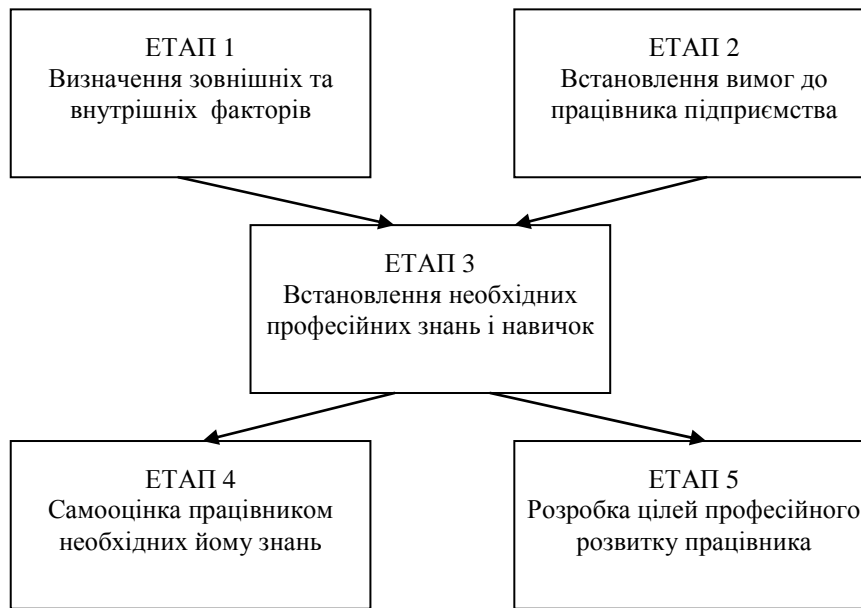 ЕТАП 1
Визначення зовнішніх та
внутрішніх факторів
ЕТАП 2
Встановлення вимог до
працівника підприємства
ЕТАП 3
Встановлення необхідних
професійних знань і навичок
ЕТАП 4
Самооцінка працівником
необхідних йому знань
ЕТАП 5
Розробка цілей професійного
розвитку працівника